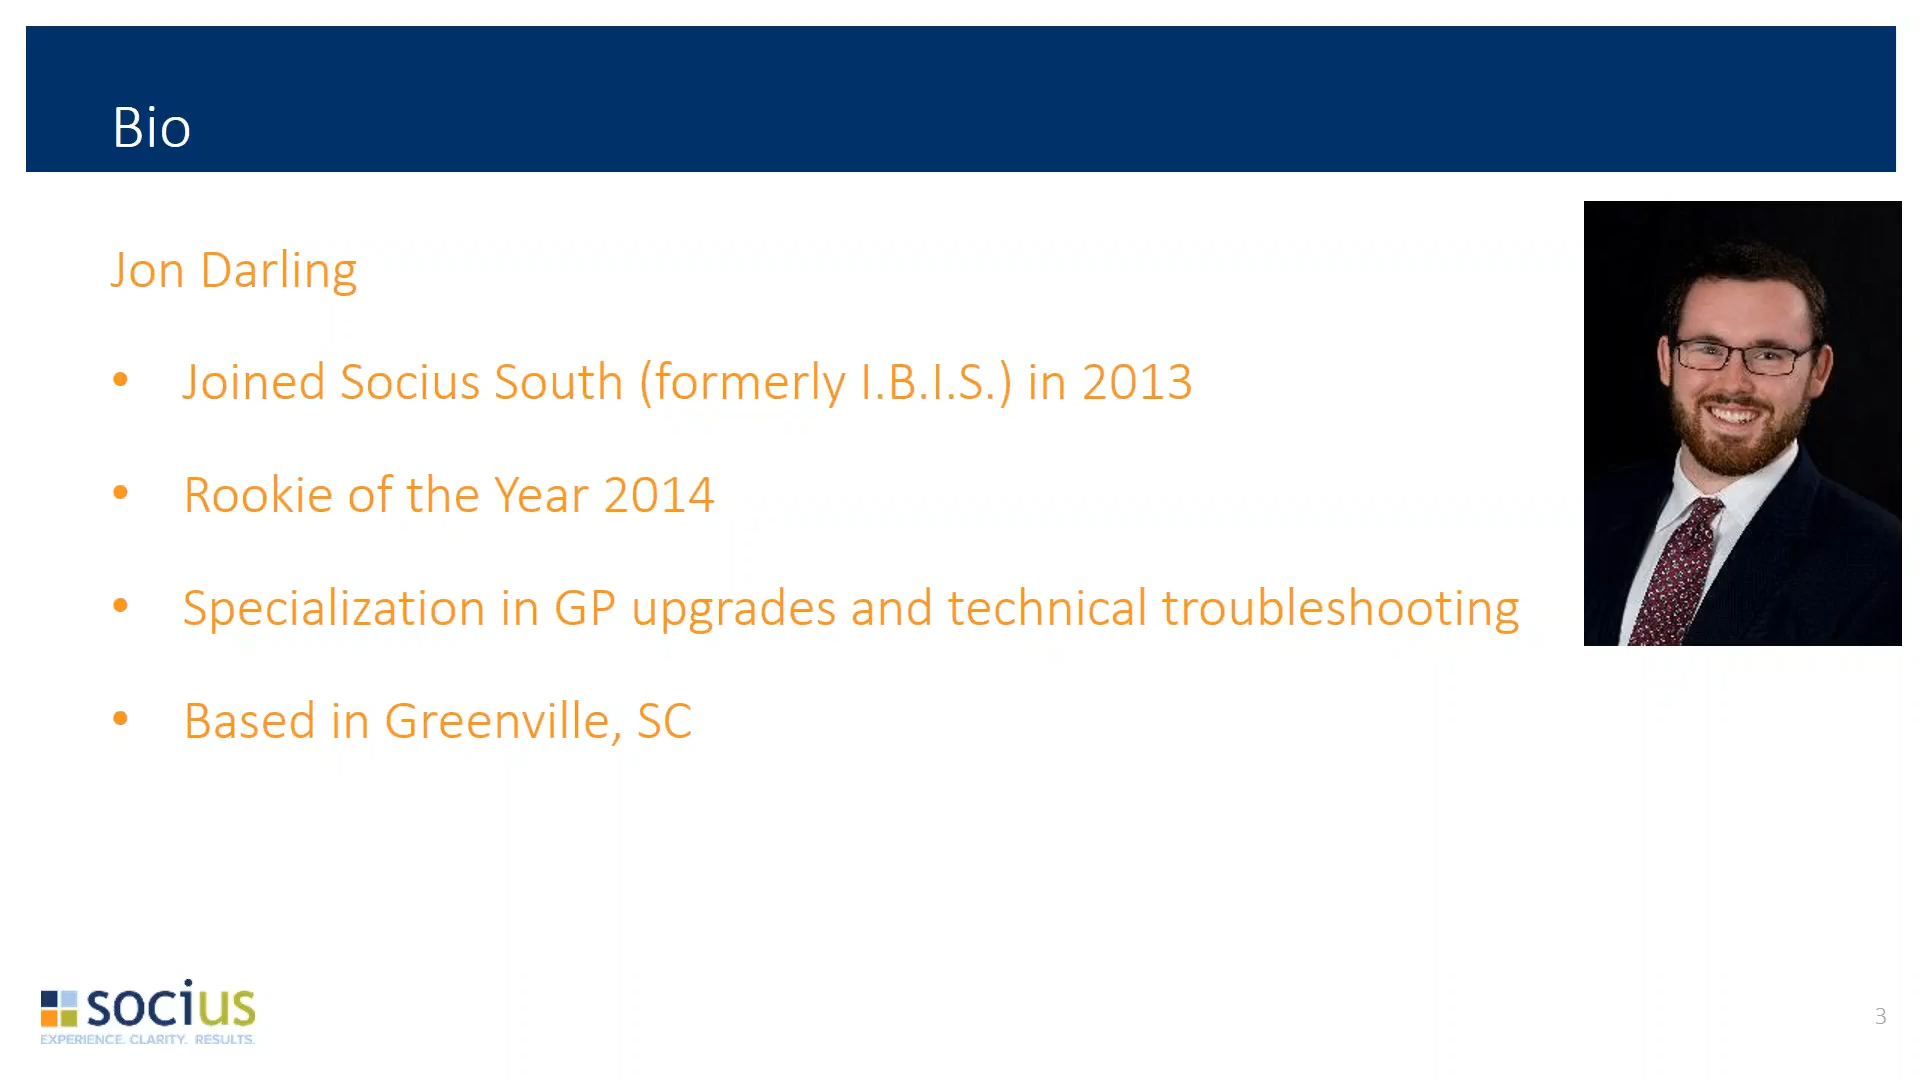 Bio
Jon Darling
• Joined Socius South (formerly I.B.I.S.) in 2013
• Rookie of the Year 2014
• Specialization in GP upgrades and technical troubleshooting
• Based in Greenville, SC
socius
EXPERIENCE. CLARITY. RESULTS.
3